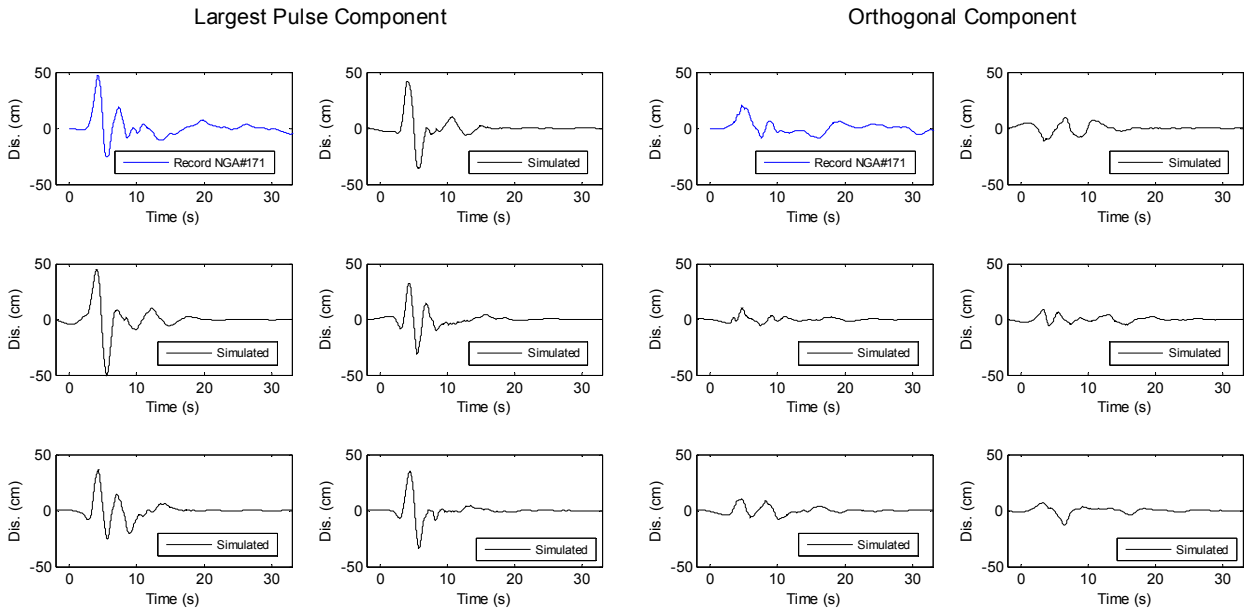 Largest Pulse Component
Orthogonal Component
50
0
-50
Dis. (cm)
Record NGA#171
0 10 20 30
Time (s)
50
0
-50
Dis. (cm)
Simulated
0 10 20 30
Time (s)
50
0
-50
Dis. (cm)
Record NGA#171
0 10 20 30
Time (s)
50
0
-50
Dis. (cm)
Simulated
0 10 20 30
Time (s)
50
0
-50
Dis. (cm)
Simulated
0 10 20 30
Time (s)
50
0
-50
Dis. (cm)
Simulated
0 10 20 30
Time (s)
50
0
-50
Dis. (cm)
Simulated
0 10 20 30
Time (s)
50
0
-50
Dis. (cm)
Simulated
0 10 20 30
Time (s)
50
0
-50
Dis. (cm)
Simulated
0 10 20 30
Time (s)
50
0
-50
Dis. (cm)
Simulated
0 10 20 30
Time (s)
50
0
-50
Dis. (cm)
Simulated
0 10 20 30
Time (s)
50
0
-50
Dis. (cm)
Simulated
0 10 20 30
Time (s)